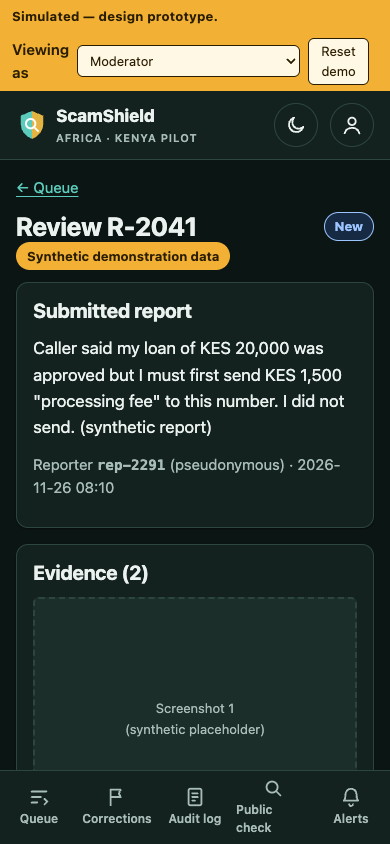 Simulated — design prototype.
Viewing as
Moderator
Reset demo
ScamShield
AFRICA · KENYA PILOT
← Queue
Review R-2041
New
Synthetic demonstration data
Submitted report
Caller said my loan of KES 20,000 was
approved but I must first send KES 1,500
"processing fee" to this number. I did not
send. (synthetic report)
Reporter rep-2291 (pseudonymous) · 2026-
11-26 08:10
Evidence (2)
Screenshot 1
(synthetic placeholder)
Queue
Corrections
Audit log
Public check
Alerts